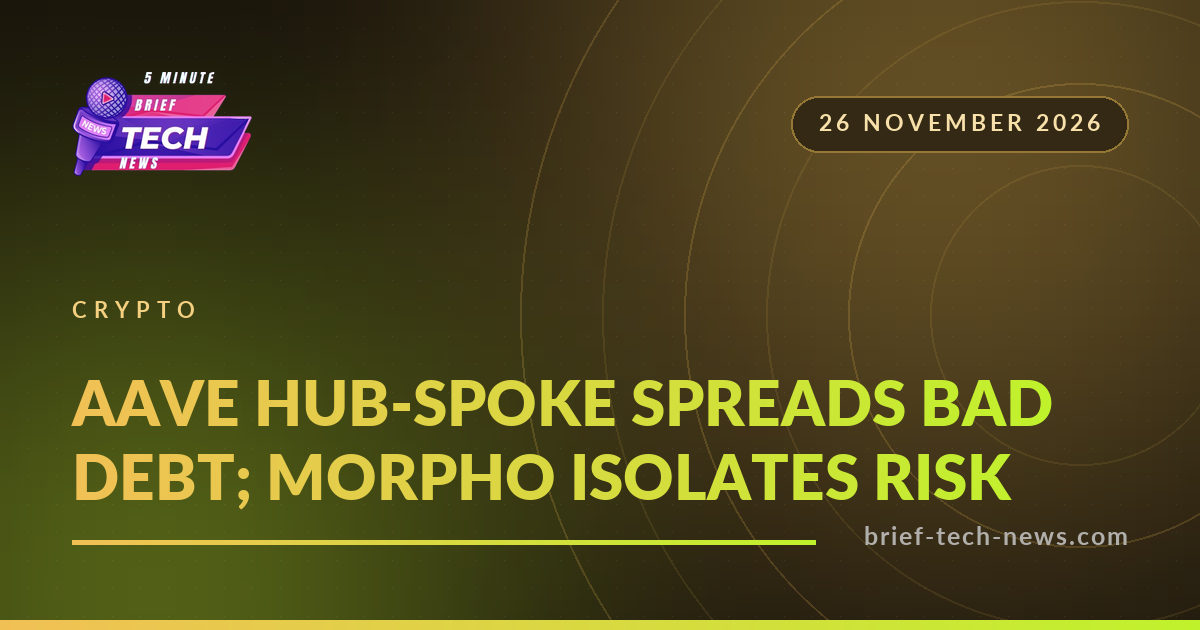 5 MINUTE
BRIEF
NEWS
TECH
NEWS
26 NOVEMBER 2026
CRYPTO
AAVE HUB-SPOKE SPREADS BAD
DEBT; MORPHO ISOLATES RISK
brief-tech-news.com